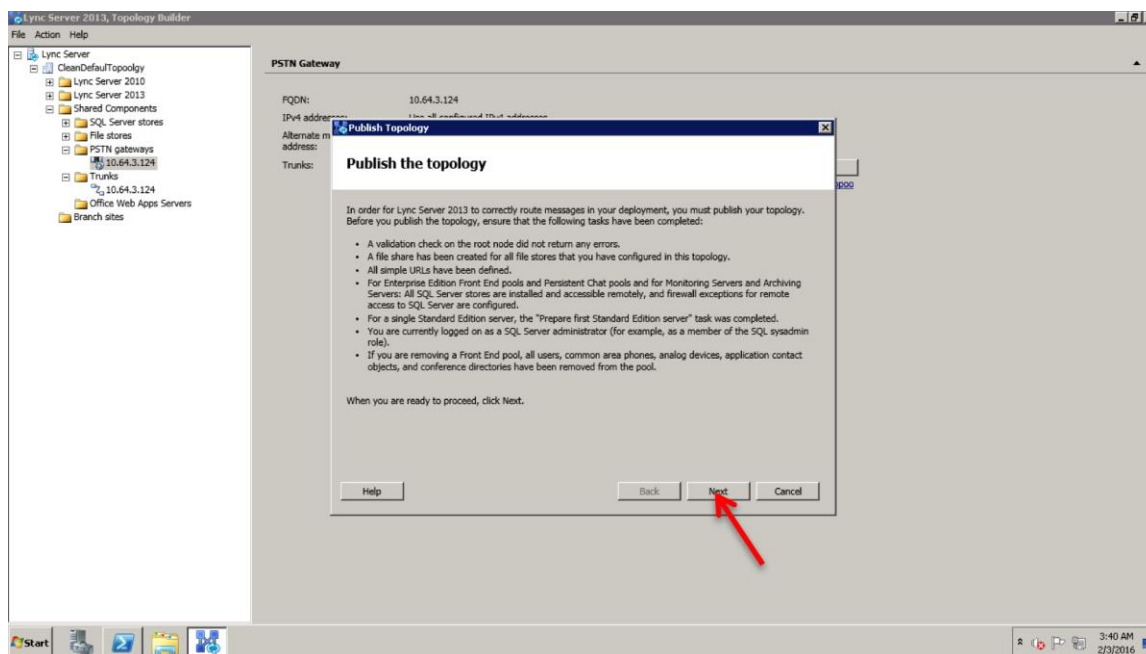 Lync Server 2013, Topology Builder
File Action Help
Lync Server
CleanDefaulTopoolgy
Lync Server 2010
Lync Server 2013
Shared Components
SQL Server stores
File stores
PSTN gateways
10.64.3.124
Trunks
10.64.3.124
Office Web Apps Servers
Branch sites
PSTN Gateway
FQDN: 10.64.3.124
IPv4 addresses: Use all configured IPv4 addresses
Alternate m
address:
Trunks:
Publish Topology
Publish the topology
In order for Lync Server 2013 to correctly route messages in your deployment, you must publish your topology.
Before you publish the topology, ensure that the following tasks have been completed:
• A validation check on the root node did not return any errors.
• A file share has been created for all file stores that you have configured in this topology.
• All simple URLs have been defined.
• For Enterprise Edition Front End pools and Persistent Chat pools and for Monitoring Servers and Archiving
Servers: All SQL Server stores are installed and accessible remotely, and firewall exceptions for remote
access to SQL Server are configured.
• For a single Standard Edition server, the "Prepare first Standard Edition server" task was completed.
• You are currently logged on as a SQL Server administrator (for example, as a member of the SQL sysadmin
role).
• If you are removing a Front End pool, all users, common area phones, analog devices, application contact
objects, and conference directories have been removed from the pool.
When you are ready to proceed, click Next.
Help Back Next Cancel
Start
3:40 AM
2/3/2016